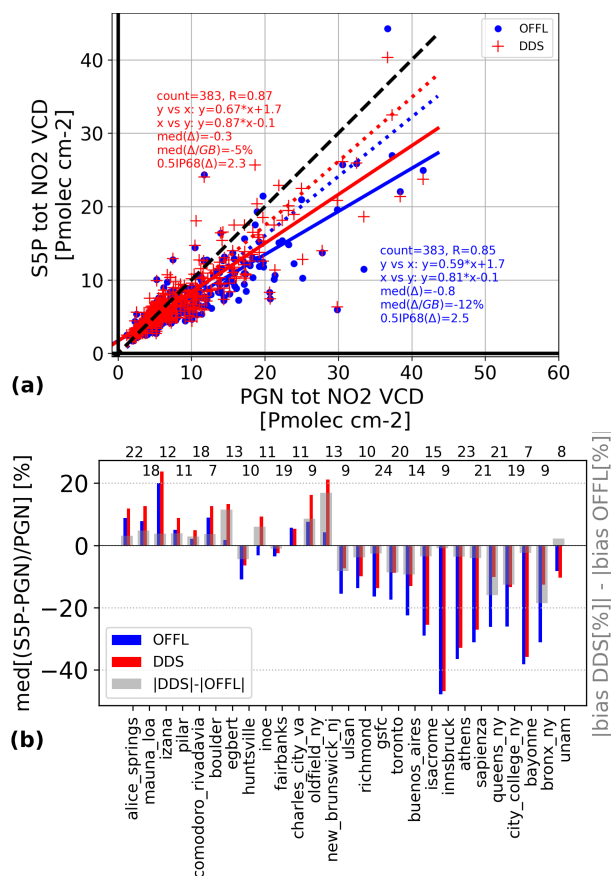 60
50
40
30
20
10
0
S5P tot NO2 VCD
[Pmolec cm-2]
OFFL
DDS
count=383, R=0.87
y vs x: y=0.67*x+1.7
x vs y: y=0.87*x-0.1
med(Δ)=-0.3
med(Δ/GB)=-5%
0.5IP68(Δ)=2.3
count=383, R=0.85
y vs x: y=0.59*x+1.7
x vs y: y=0.81*x-0.1
med(Δ)=-0.8
med(Δ/GB)=-12%
0.5IP68(Δ)=2.5
(a)
PGN tot NO2 VCD
[Pmolec cm-2]
22 12 18 13 11 11 13 10 20 15 11 21 7 8
18 11 7 10 19 9 9 24 14 9 21 19 9
20
0
−20
−40
med[(S5P-PGN)/PGN] [%]
|bias DDS[%]| - |bias OFFL[%]|
OFFL
DDS
|DDS|-|OFFL|
(b)
alice_springs
mauna_loa
izana
pilar
comodoro_rivadavia
boulder
egbert
huntsville
inoe
fairbanks
charles_city_va
oldfield_ny
new_brunswick_nj
ulsan
richmond
gsfc
toronto
buenos_aires
isacrome
innsbruck
athens
sapienza
queens_ny
city_college_ny
bayonne
bronx_ny
unam